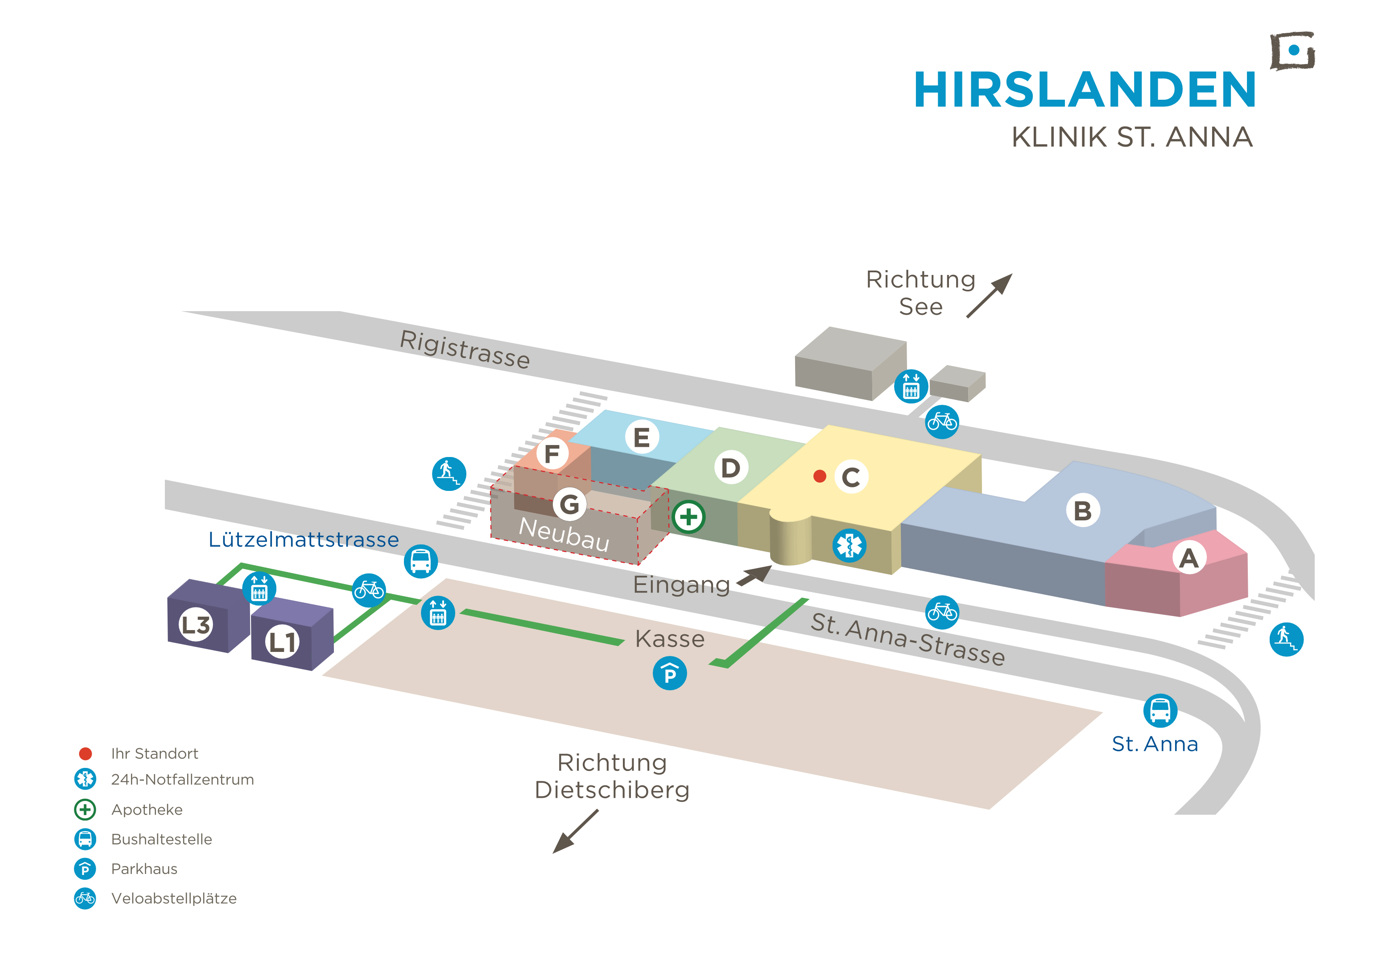 HIRSLANDEN
KLINIK ST. ANNA
Richtung
See
Rigistrasse
E
F
D
C
G
B
Neubau
A
Lützelmattstrasse
Eingang
L3
L1
Kasse
St. Anna-Strasse
P
St. Anna
Richtung
Dietschiberg
Ihr Standort
24h-Notfallzentrum
Apotheke
Bushaltestelle
P
Parkhaus
Veloabstellplätze